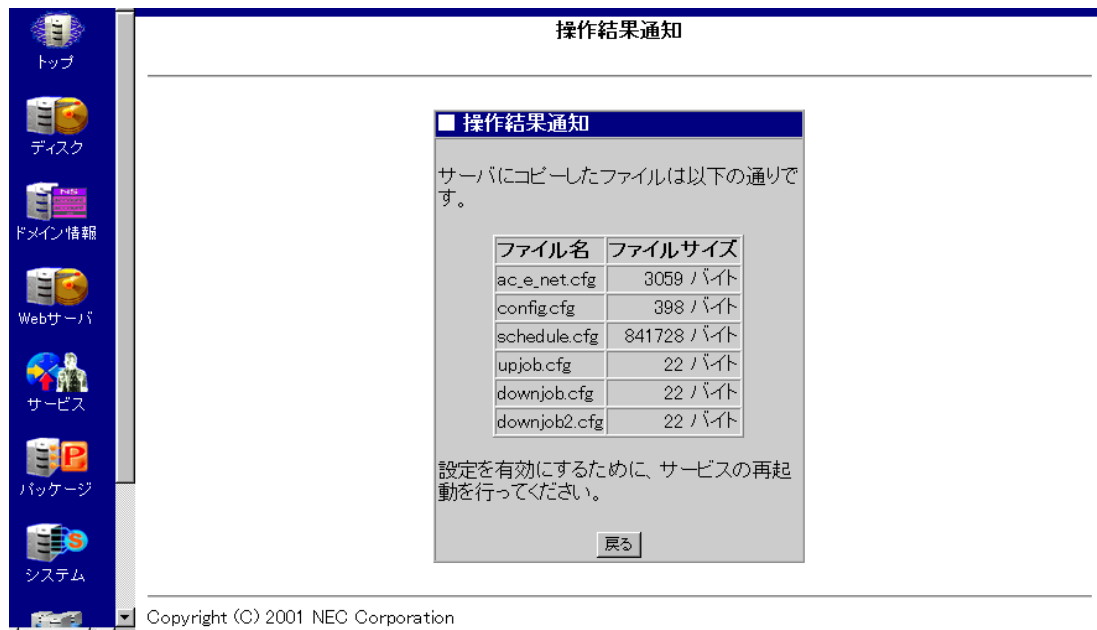 トップ
ディスク
ドメイン情報
Webサーバ
サービス
パッケージ
システム
操作結果通知
■ 操作結果通知
サーバにコピーしたファイルは以下の通りで
す。
ファイル名 ファイルサイズ
ac_e_net.cfg 3059 バイト
config.cfg 398 バイト
schedule.cfg 841728 バイト
upjob.cfg 22 バイト
downjob.cfg 22 バイト
downjob2.cfg 22 バイト
設定を有効にするために、サービスの再起
動を行ってください。
戻る
Copyright (C) 2001 NEC Corporation